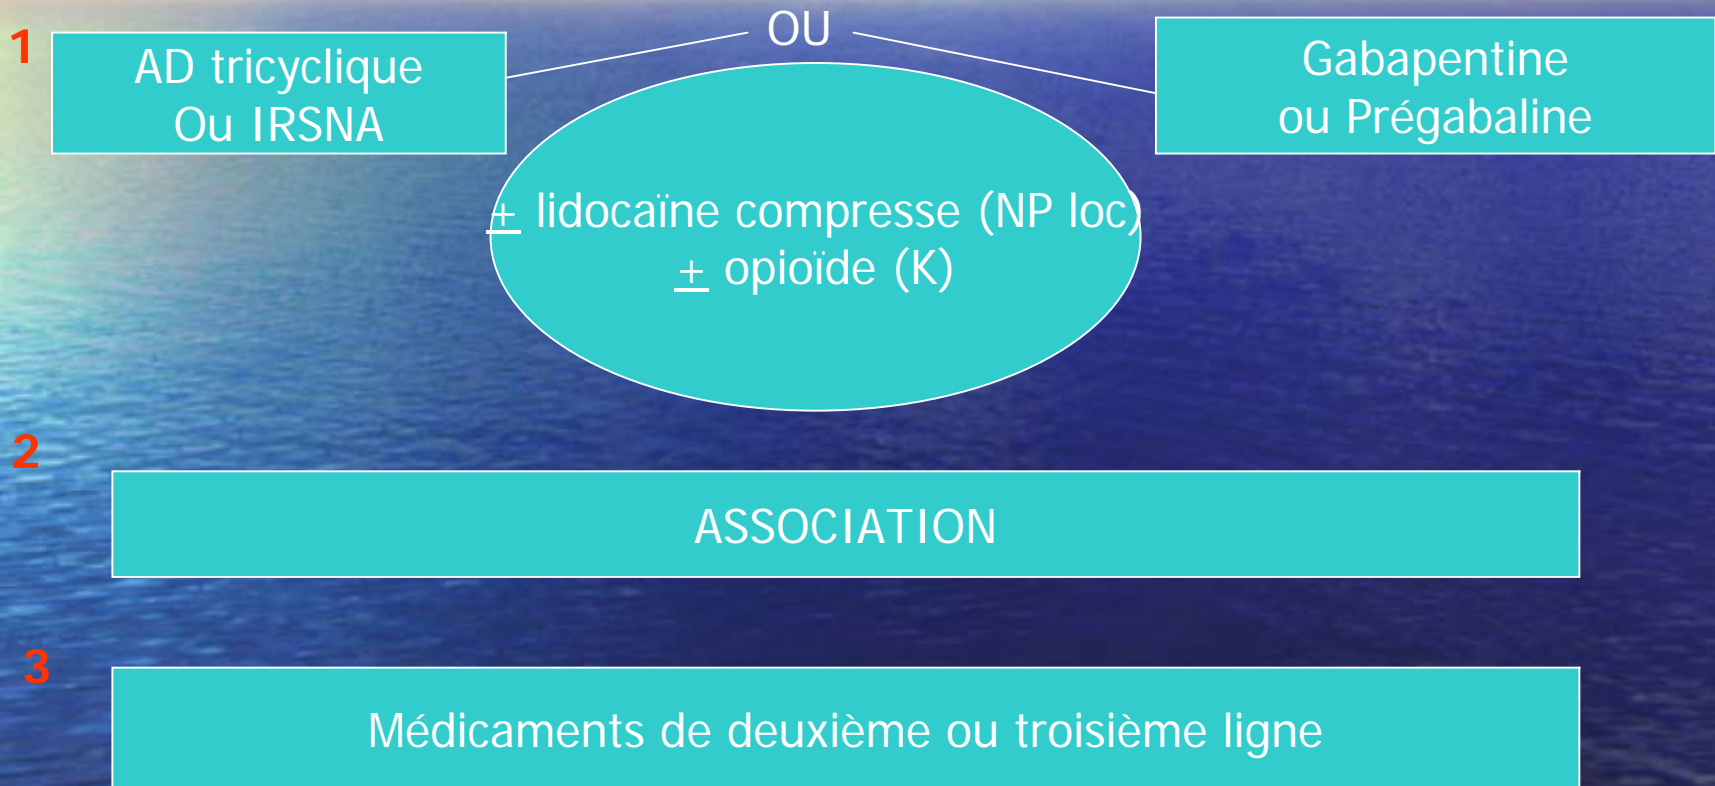 1
AD tricyclique
Ou IRSNA
OU
Gabapentine
ou Prégabaline
± lidocaïne compresse (NP loc)
± opioïde (K)
2
ASSOCIATION
3
Médicaments de deuxième ou troisième ligne